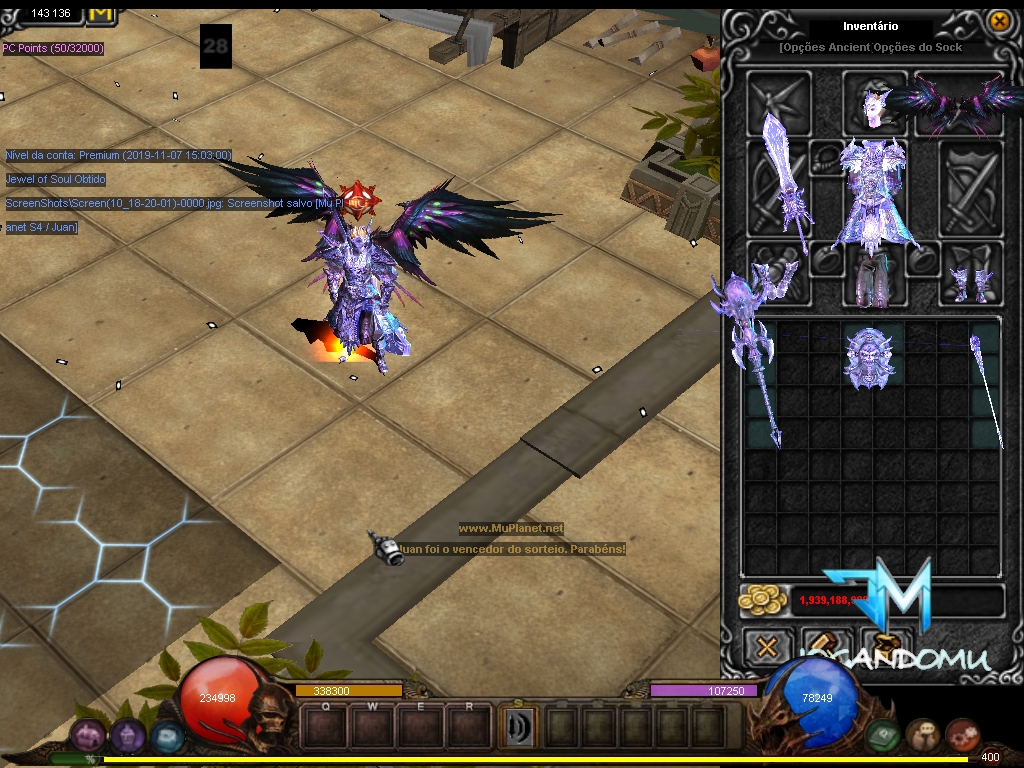 143 136
M
PC Points (50/32000)
28
Inventário
[Opções Ancient Opções do Sock
Nível da conta: Premium (2019-11-07 15:03:00)
Jewel of Soul Obtido
ScreenShots\Screen(10_18-20-01)-0000.jpg: Screenshot salvo [Mu Pl
anet S4 / Juan]
www.MuPlanet.net
Juan foi o vencedor do sorteio. Parabéns!
JOGANDOMU
234998
338300
107250
78249
Q W E R
%
400